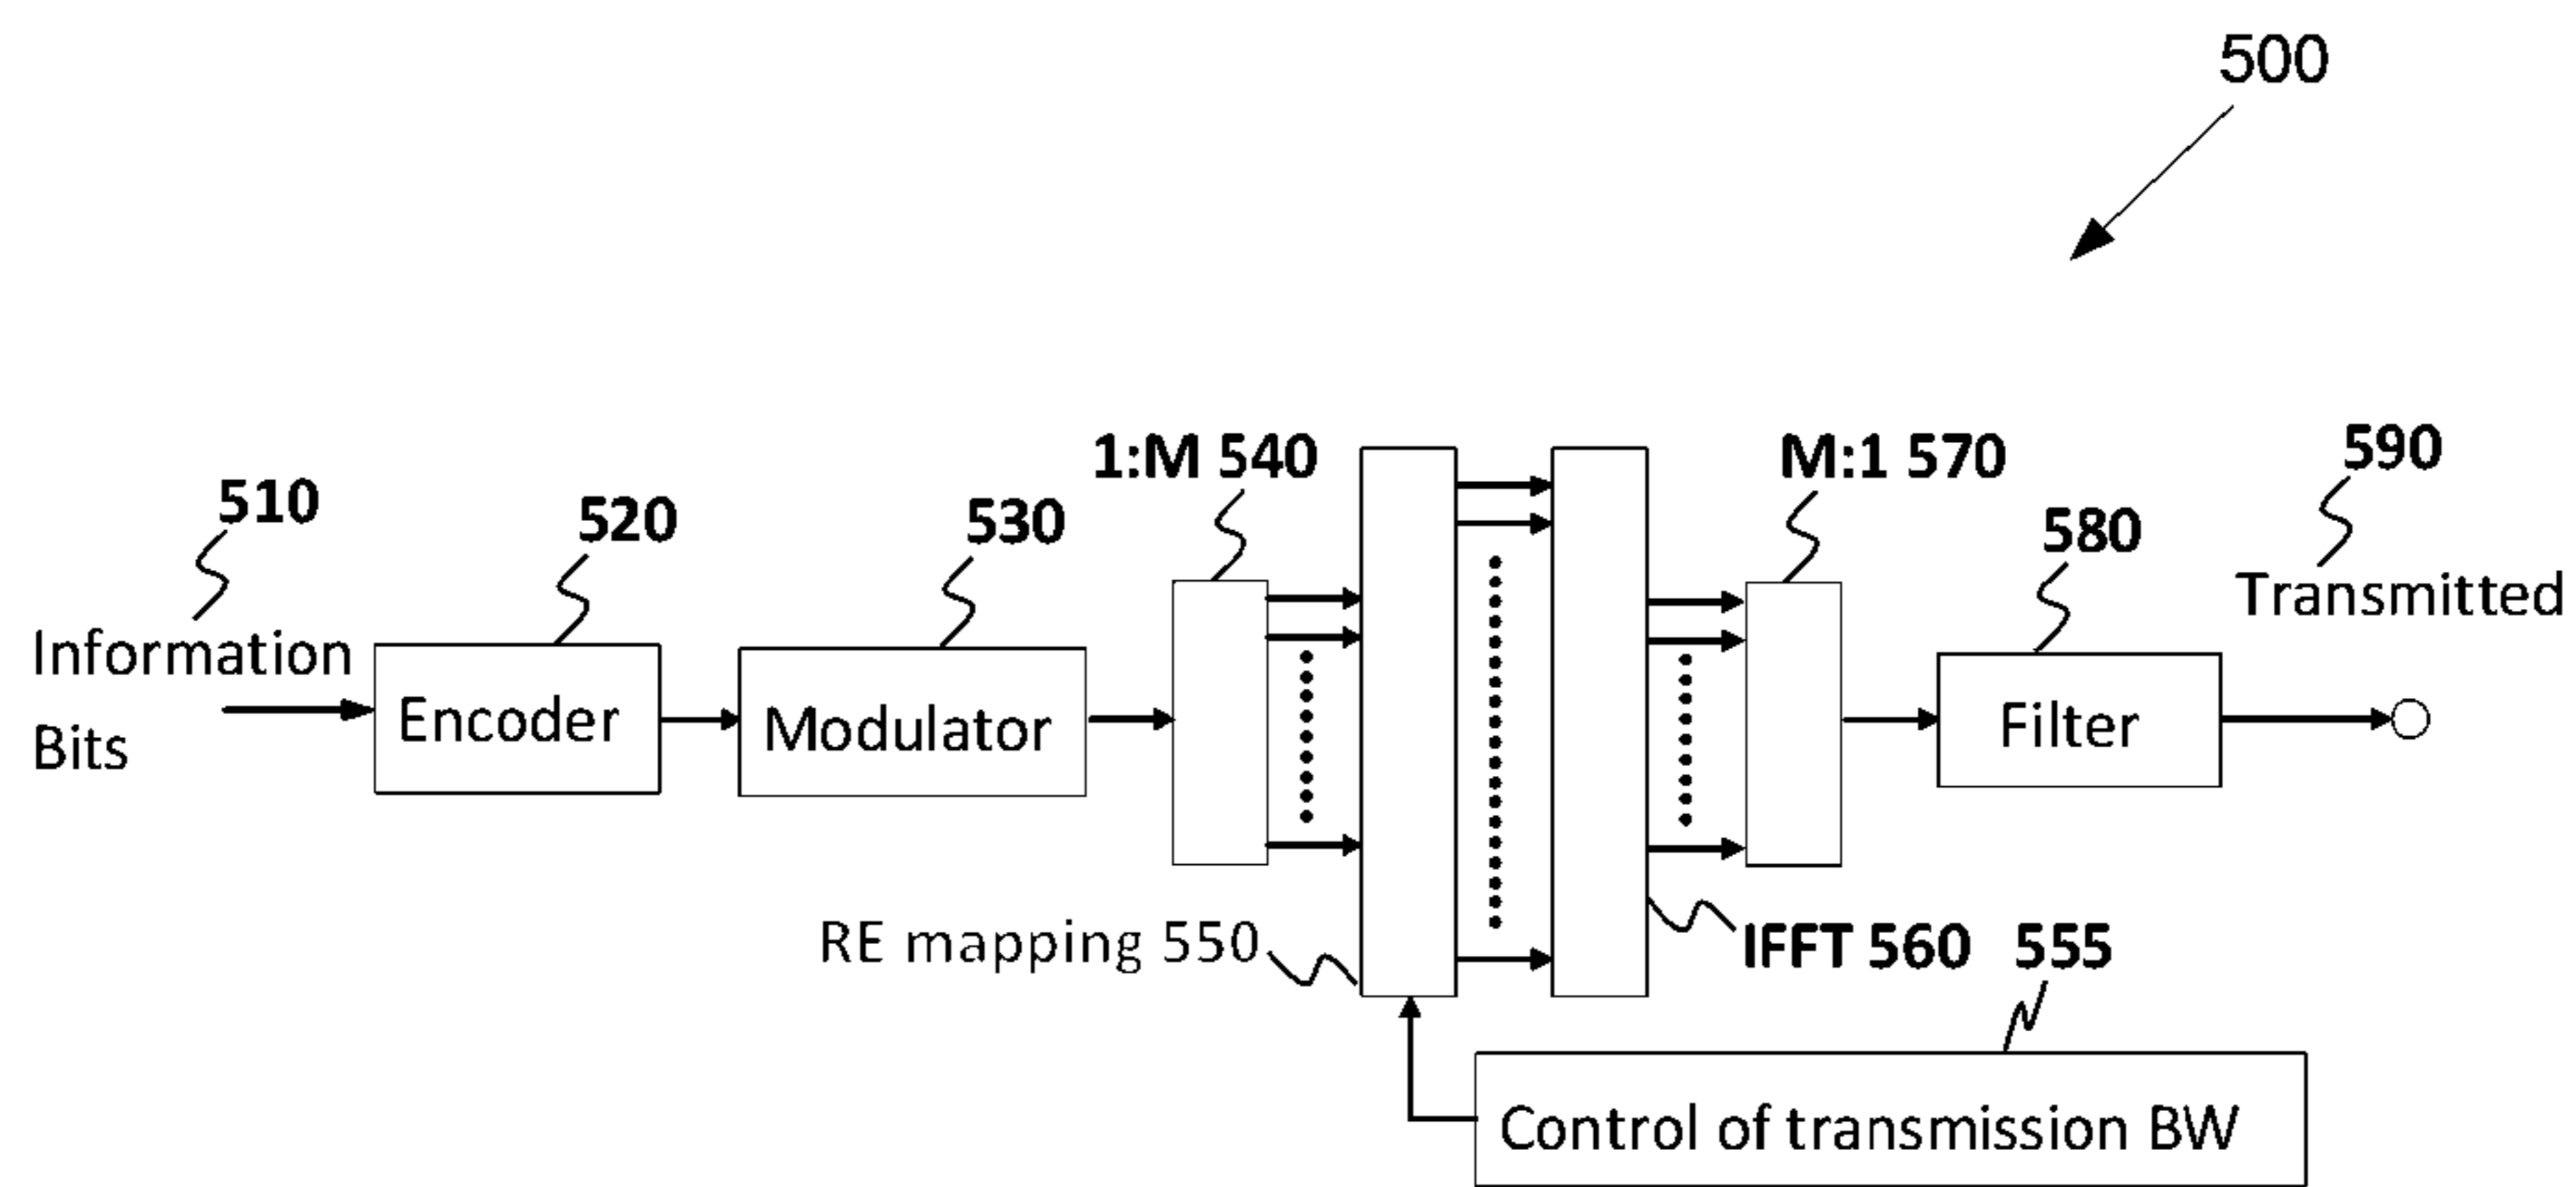 500
510
520
530
1:M 540
M:1 570
580
590
Information
Bits
Encoder
Modulator
Filter
Transmitted
RE mapping 550
IFFT 560
555
Control of transmission BW